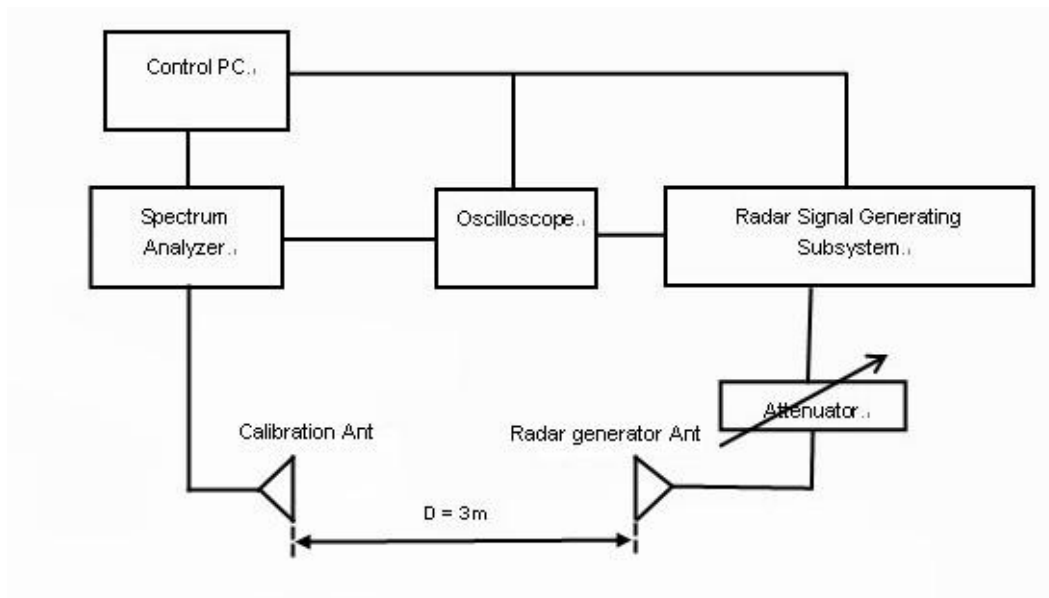 Control PC.
Spectrum
Analyzer.
Oscilloscope.
Radar Signal Generating
Subsystem.
Attenuator.
Calibration Ant
Radar generator Ant
D = 3m